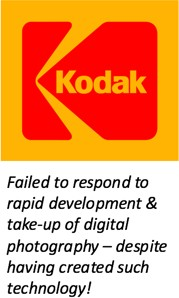 Kodak
Failed to respond to
rapid development &
take-up of digital
photography – despite
having created such
technology!